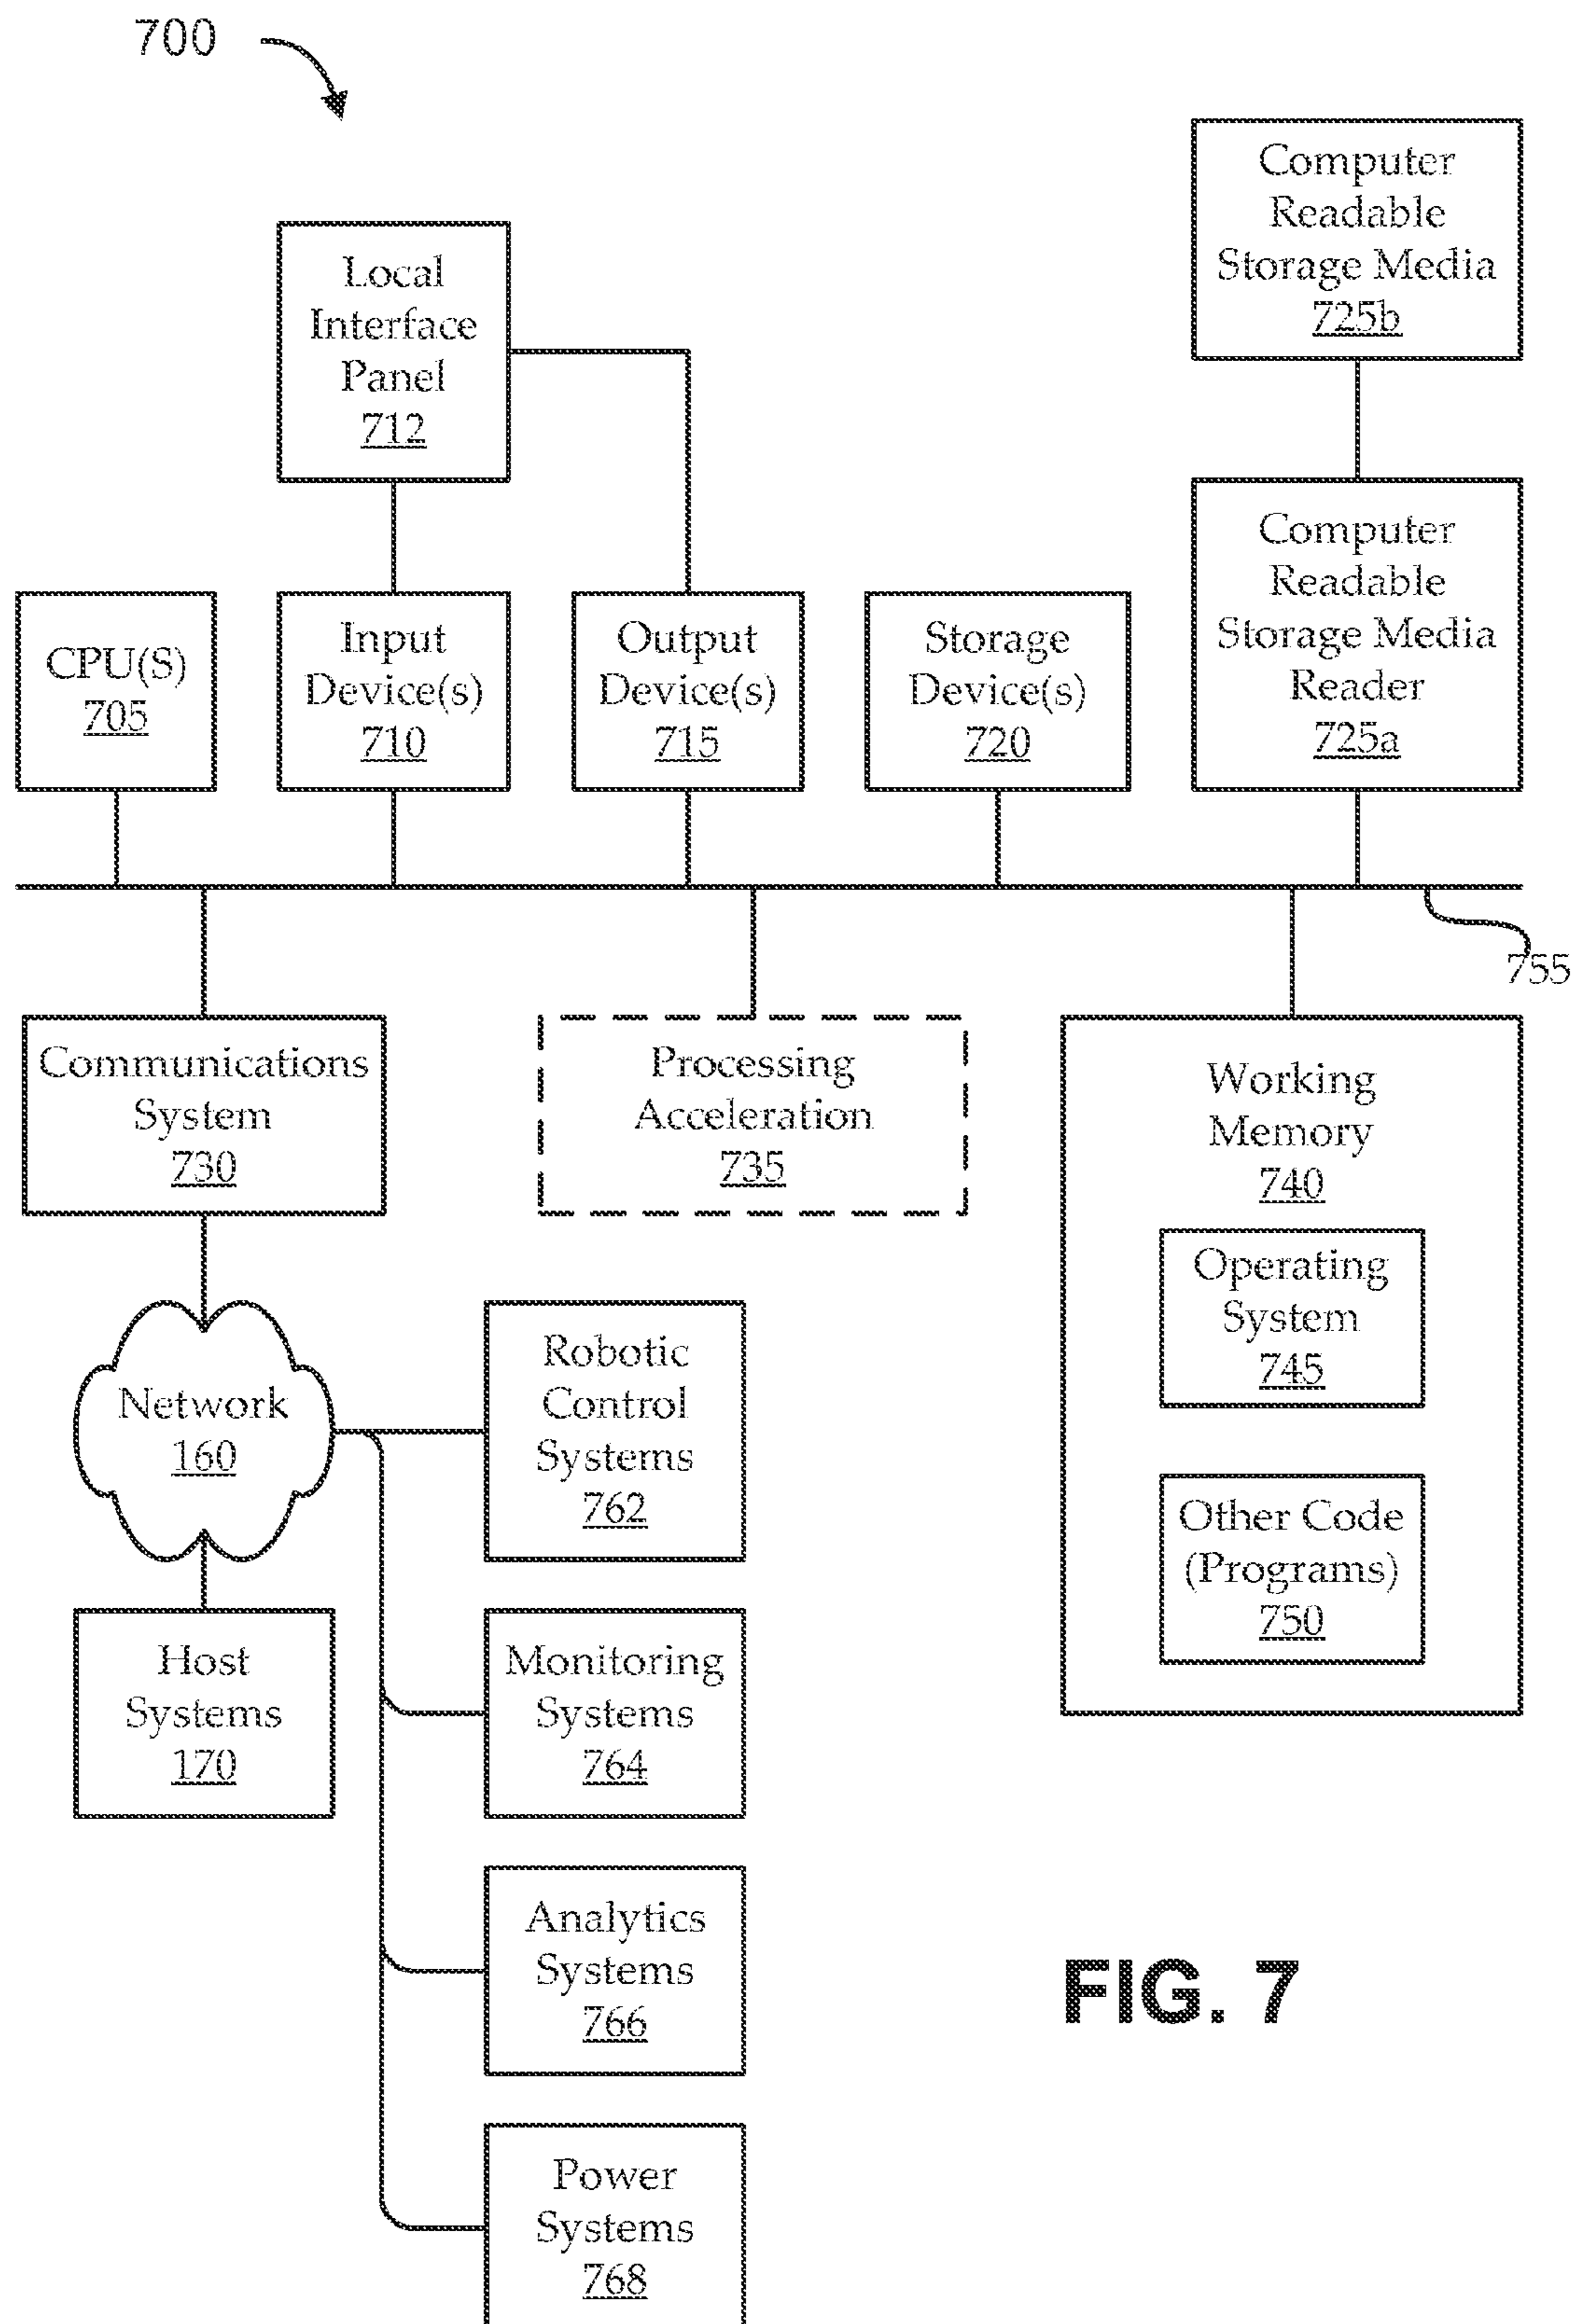 700
Computer
Readable
Storage Media
725b
Local
Interface
Panel
712
Computer
Readable
Storage Media
Reader
725a
CPU(S)
705
Input
Device(s)
710
Output
Device(s)
715
Storage
Device(s)
720
755
Communications
System
730
Processing
Acceleration
735
Working
Memory
740
Operating
System
745
Other Code
(Programs)
750
Network
160
Robotic
Control
Systems
762
Host
Systems
170
Monitoring
Systems
764
Analytics
Systems
766
Power
Systems
768
FIG. 7